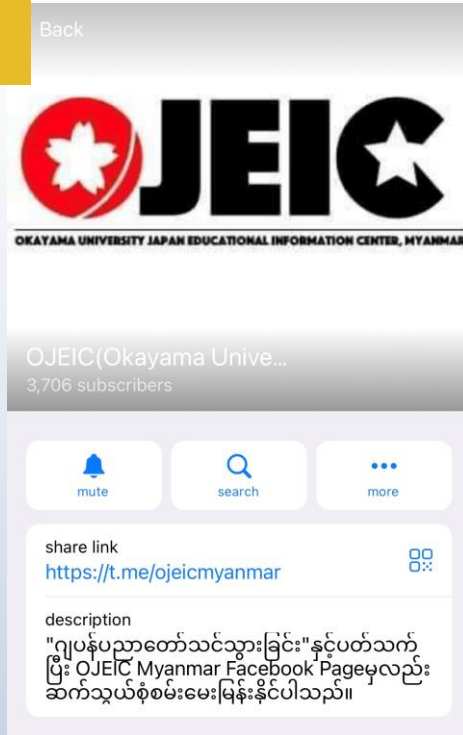 Back
OJEIC
OKAYAMA UNIVERSITY JAPAN EDUCATIONAL INFORMATION CENTER, MYANMAR
OJEIC(Okayama Unive...
3,706 subscribers
mute
search
more
share link
https://t.me/ojeicmyanmar
description
"ဂျပန်ပညာတော်သင်သွားခြင်း"နှင့်ပတ်သက်
ပြီး OJEIC Myanmar Facebook Pageမှလည်း
ဆက်သွယ်စုံစမ်းမေးမြန်းနိုင်ပါသည်။